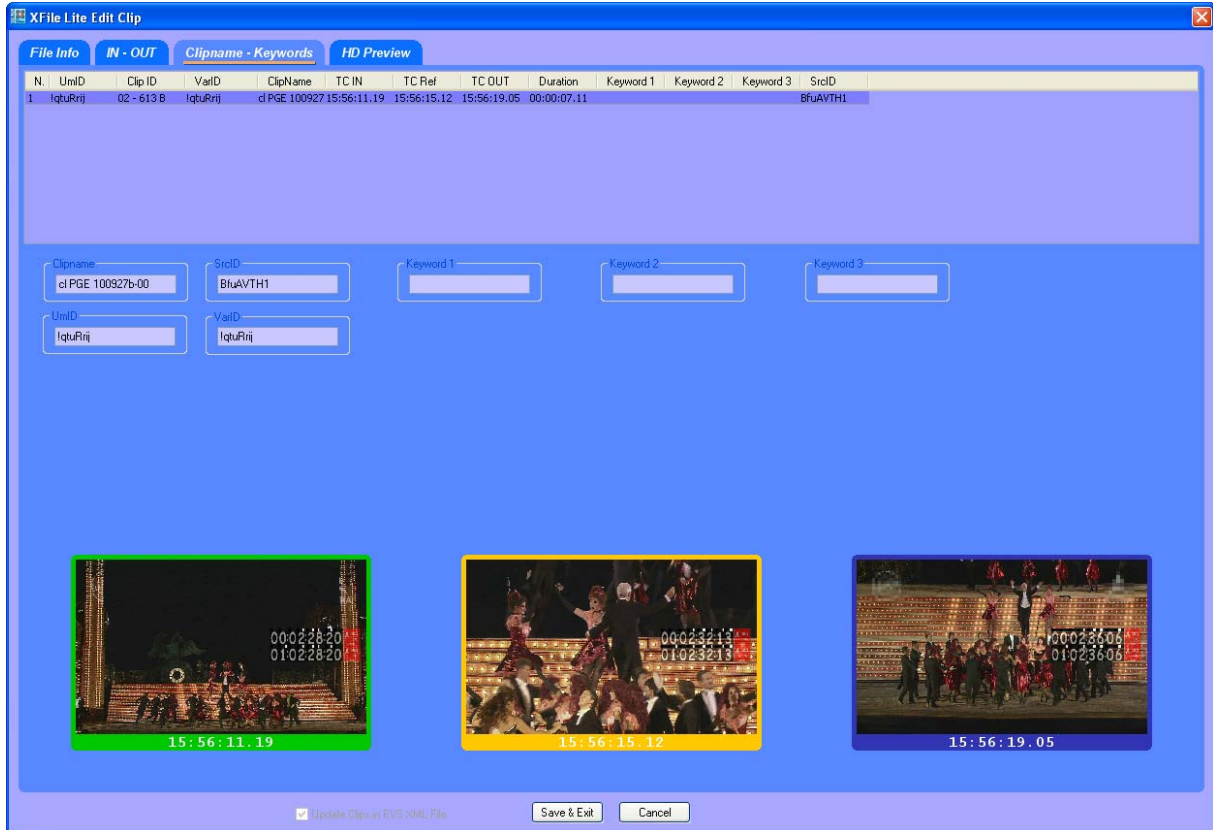 XFile Lite Edit Clip
File Info IN - OUT Clipname - Keywords HD Preview
N. UmID Clip ID VarID ClipName TC IN TC Ref TC OUT Duration Keyword 1 Keyword 2 Keyword 3 SrcID
1 !qtuRrij 02 - 613 B !qtuRrij cl PGE 100927 15:56:11.19 15:56:15.12 15:56:19.05 00:00:07.11 BfuAVTH1
Clipname SrcID Keyword 1 Keyword 2 Keyword 3
cl PGE 100927b-00 BfuAVTH1
UmID VarID
!qtuRrij !qtuRrij
00:02:28:20 00:02:32:13 00:02:36:06
01:02:28:20 01:02:32:13 01:02:36:06
15:56:11.19 15:56:15.12 15:56:19.05
Update Clips in EVS XML File Save & Exit Cancel